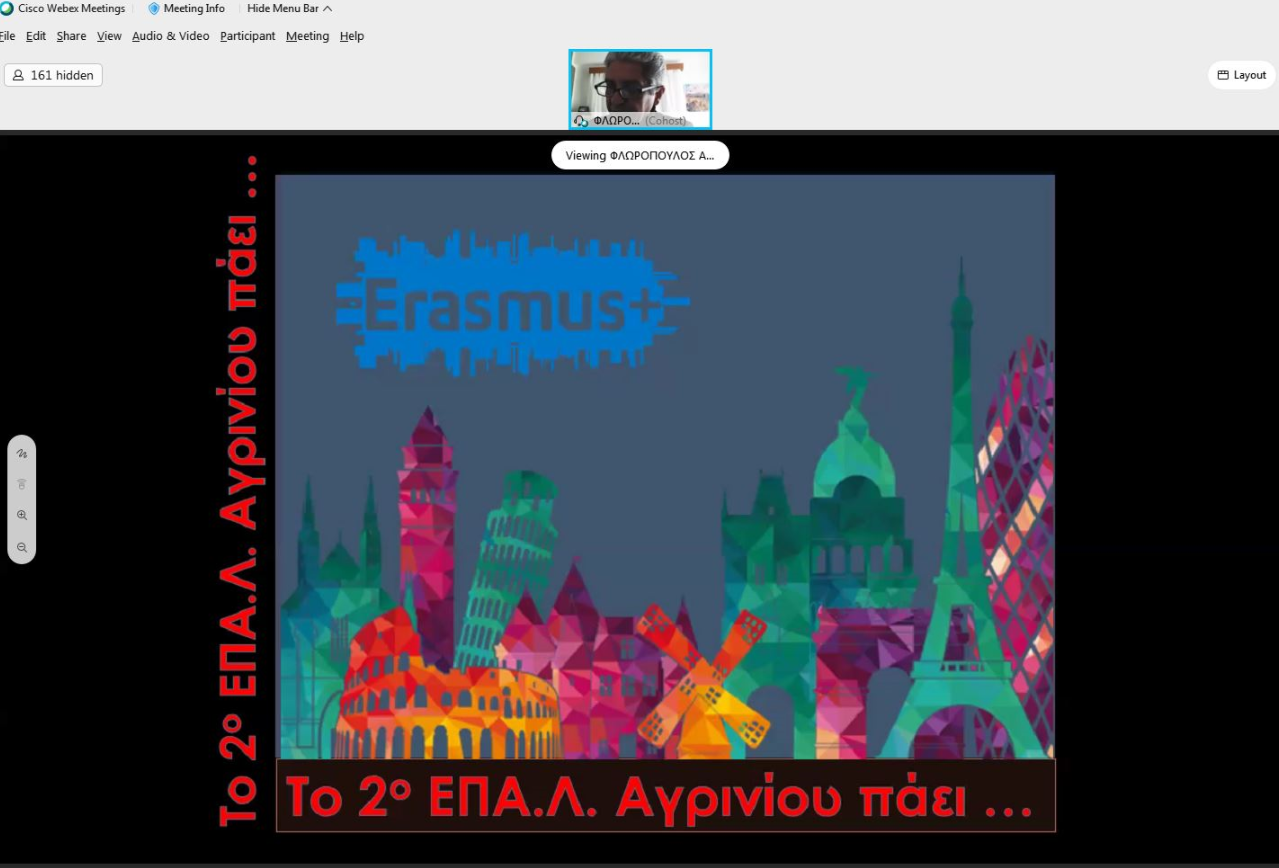 Cisco Webex Meetings
Meeting Info
Hide Menu Bar
File Edit Share View Audio & Video Participant Meeting Help
161 hidden
Layout
ΦΛΩΡΟ... (Cohost)
Viewing ΦΛΩΡΟΠΟΥΛΟΣ Α...
Erasmus+
Το 2ο ΕΠΑ.Λ. Αγρινίου πάει ...
Το 2ο ΕΠΑ.Λ. Αγρινίου πάει ...